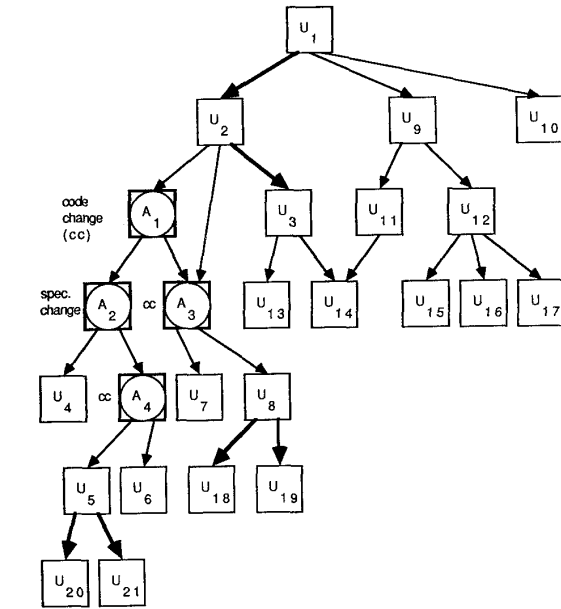 U1
U2
U9
U10
code
change
(cc)
A1
U3
U11
U12
spec.
change
A2
cc
A3
U13
U14
U15
U16
U17
U4
cc
A4
U7
U8
U5
U6
U18
U19
U20
U21